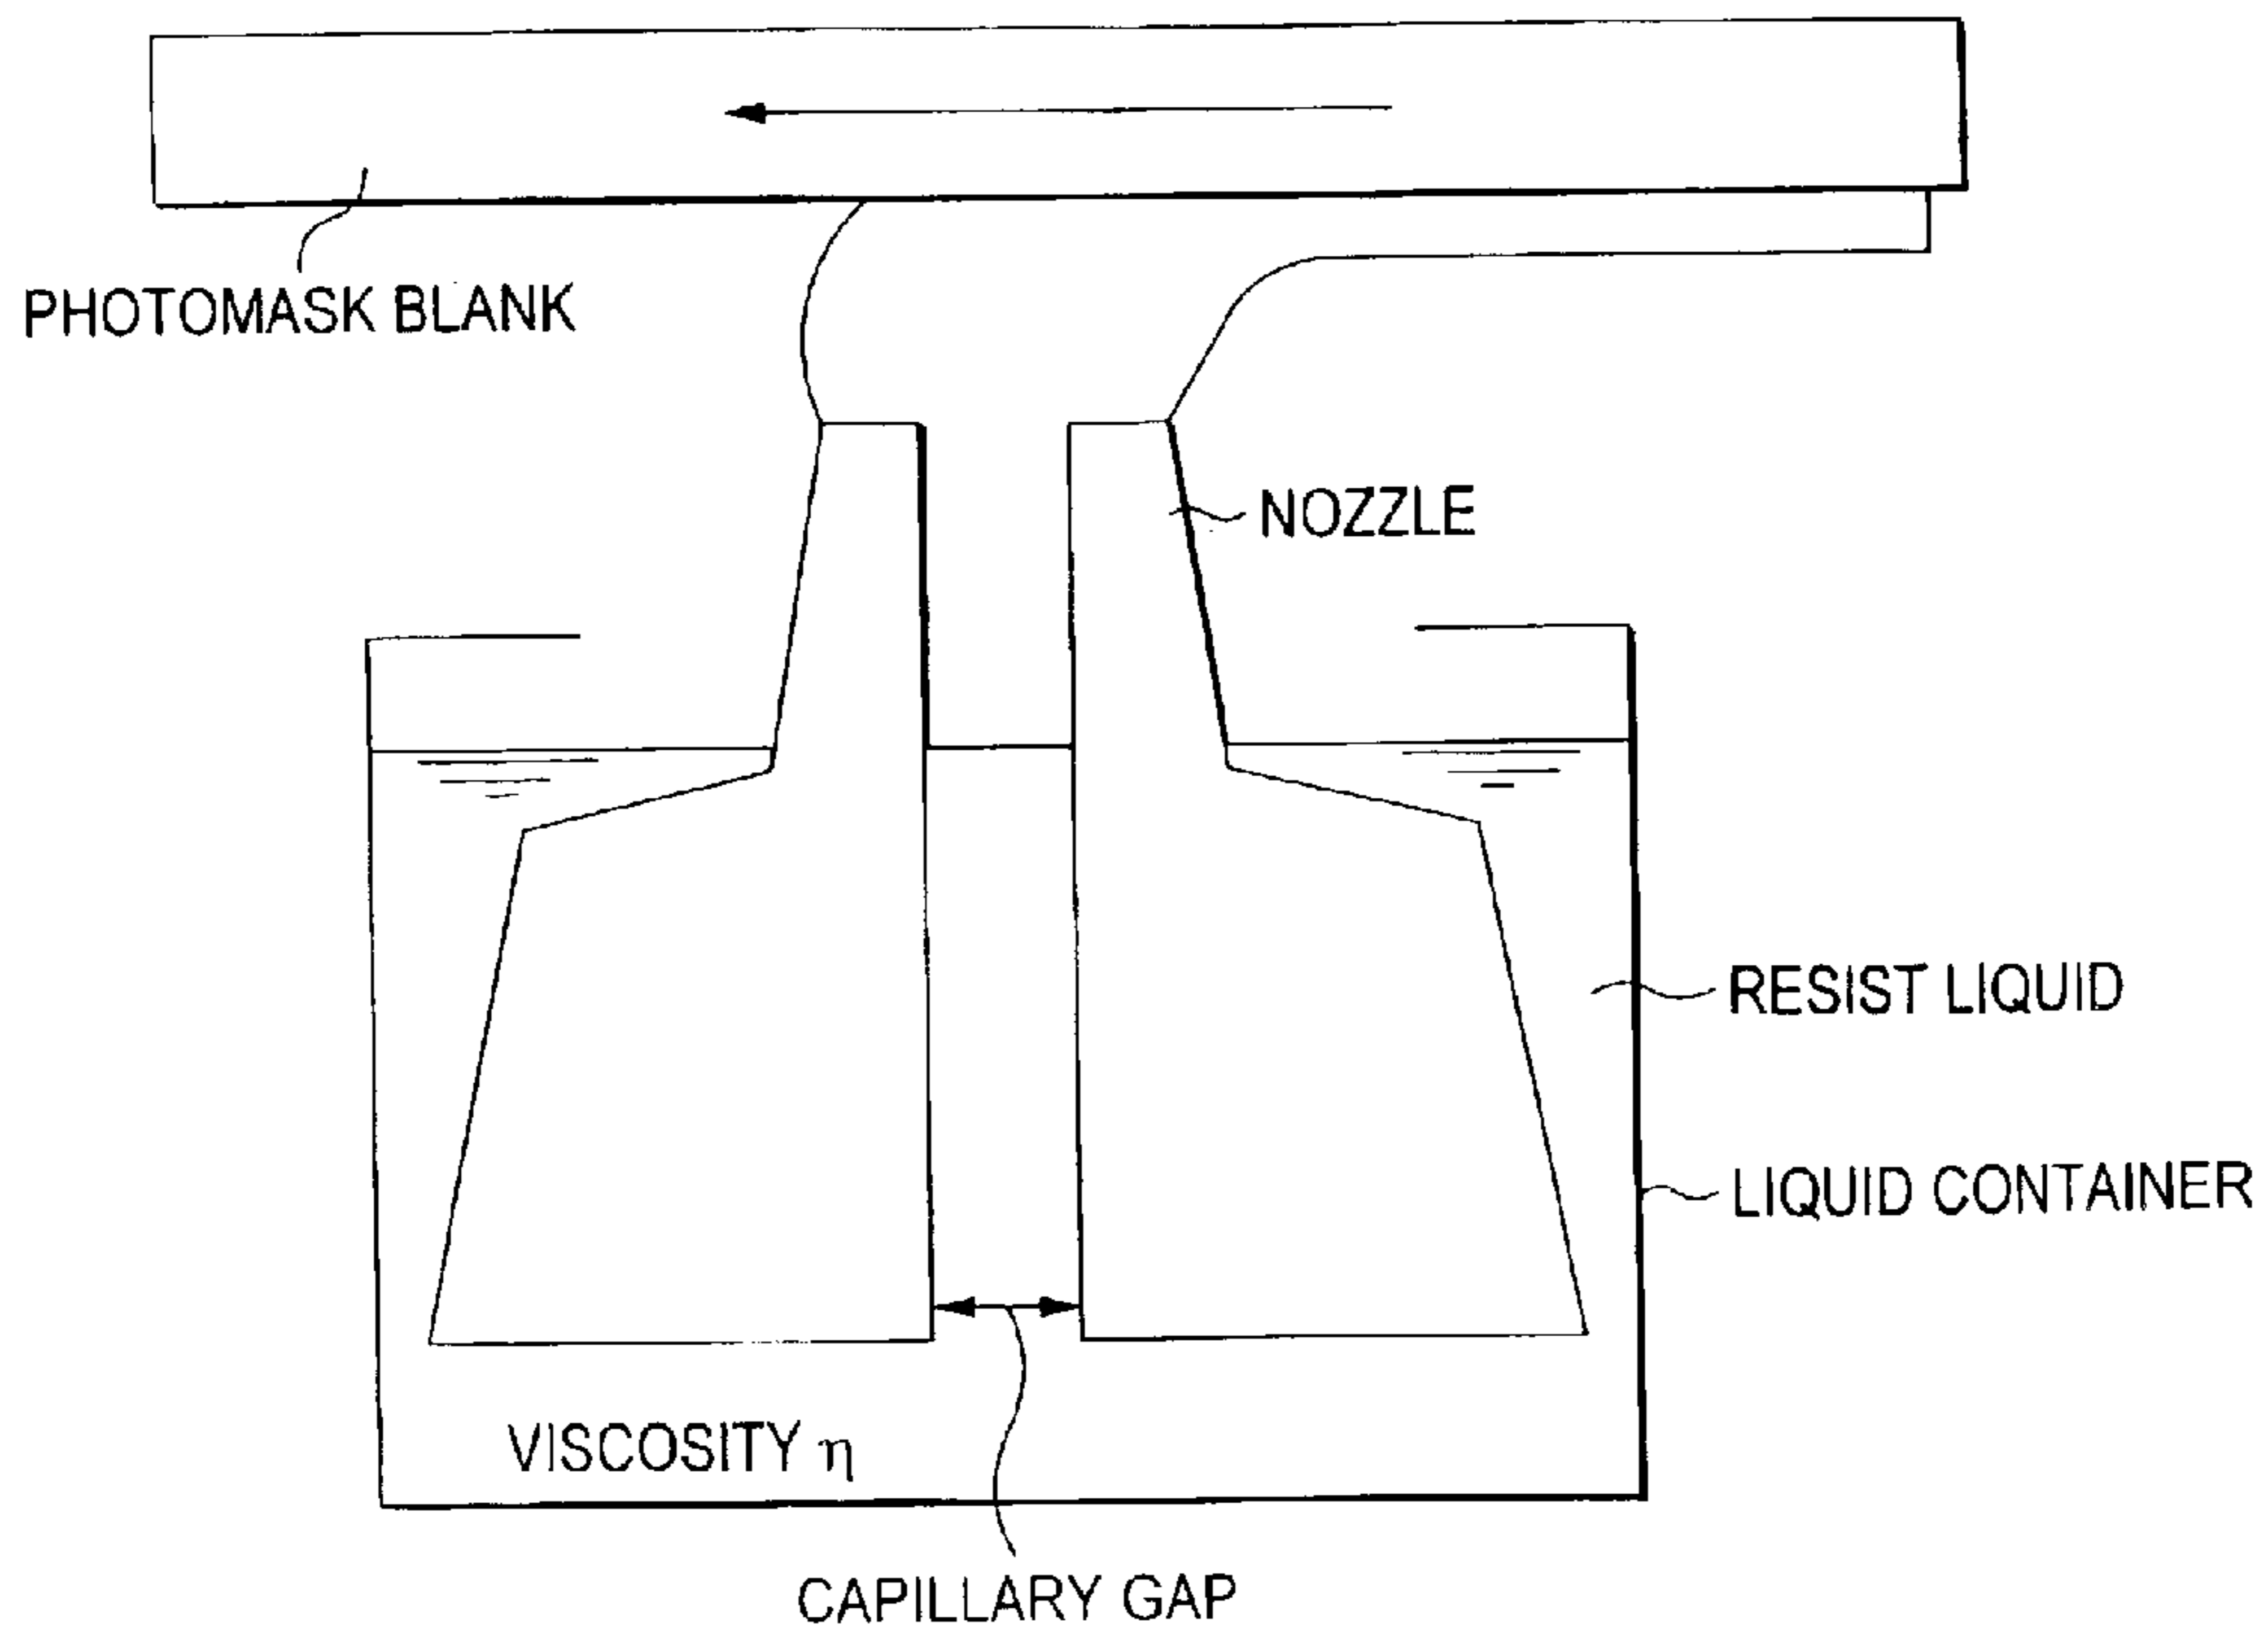 PHOTOMASK BLANK
NOZZLE
RESIST LIQUID
LIQUID CONTAINER
VISCOSITY η
CAPILLARY GAP